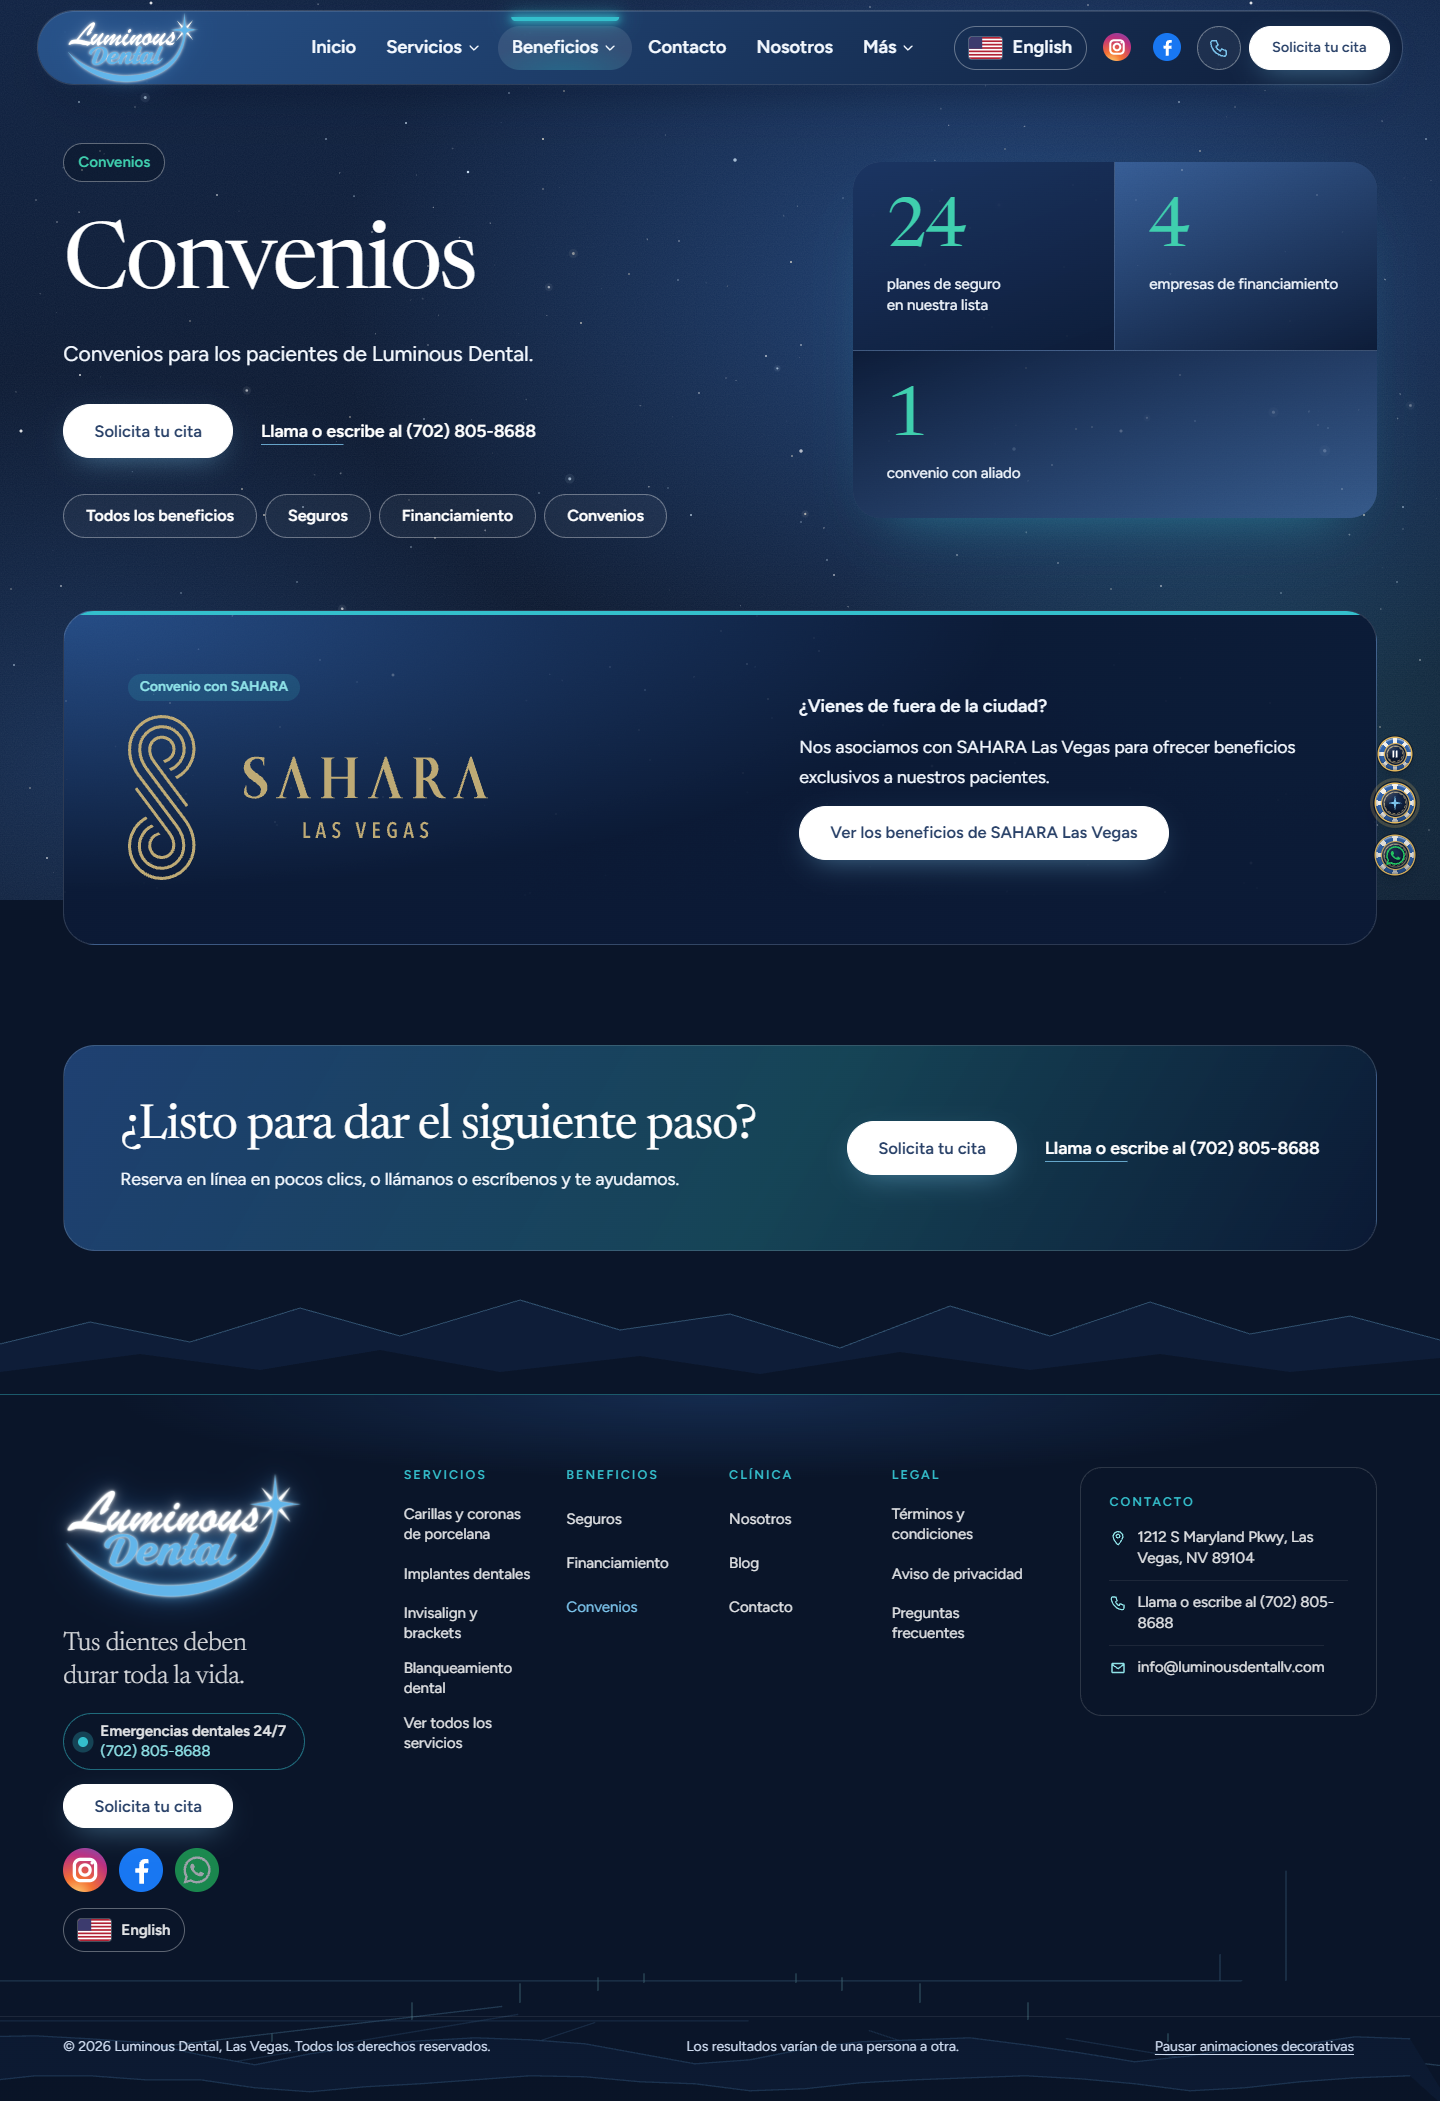 Luminous
Dental
Inicio
Servicios
Beneficios
Contacto
Nosotros
Más
English
Solicita tu cita
Convenios
Convenios
Convenios para los pacientes de Luminous Dental.
Solicita tu cita
Llama o escribe al (702) 805-8688
Todos los beneficios
Seguros
Financiamiento
Convenios
24
planes de seguro
en nuestra lista
4
empresas de financiamiento
1
convenio con aliado
Convenio con SAHARA
SAHARA
LAS VEGAS
¿Vienes de fuera de la ciudad?
Nos asociamos con SAHARA Las Vegas para ofrecer beneficios
exclusivos a nuestros pacientes.
Ver los beneficios de SAHARA Las Vegas
¿Listo para dar el siguiente paso?
Reserva en línea en pocos clics, o llámanos o escríbenos y te ayudamos.
Solicita tu cita
Llama o escribe al (702) 805-8688
Luminous
Dental
Tus dientes deben
durar toda la vida.
Emergencias dentales 24/7
(702) 805-8688
Solicita tu cita
English
SERVICIOS
Carillas y coronas
de porcelana
Implantes dentales
Invisalign y
brackets
Blanqueamiento
dental
Ver todos los
servicios
BENEFICIOS
Seguros
Financiamiento
Convenios
CLÍNICA
Nosotros
Blog
Contacto
LEGAL
Términos y
condiciones
Aviso de privacidad
Preguntas
frecuentes
CONTACTO
1212 S Maryland Pkwy, Las
Vegas, NV 89104
Llama o escribe al (702) 805-
8688
info@luminousdentallv.com
© 2026 Luminous Dental, Las Vegas. Todos los derechos reservados.
Los resultados varían de una persona a otra.
Pausar animaciones decorativas